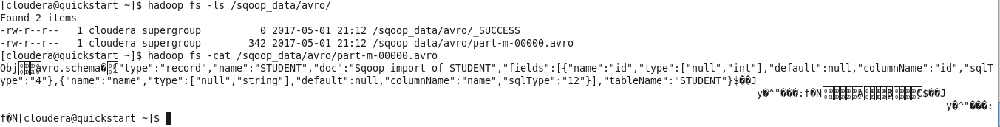 [cloudera@quickstart ~]$ hadoop fs -ls /sqoop_data/avro/
Found 2 items
-rw-r--r--   1 cloudera supergroup          0 2017-05-01 21:12 /sqoop_data/avro/_SUCCESS
-rw-r--r--   1 cloudera supergroup        342 2017-05-01 21:12 /sqoop_data/avro/part-m-00000.avro
[cloudera@quickstart ~]$ hadoop fs -cat /sqoop_data/avro/part-m-00000.avro
Obj avro.schema�{"type":"record","name":"STUDENT","doc":"Sqoop import of STUDENT","fields":[{"name":"id","type":["null","int"],"default":null,"columnName":"id","sqlT
ype":"4"},{"name":"name","type":["null","string"],"default":null,"columnName":"name","sqlType":"12"}],"tableName":"STUDENT"}$��J
y�^"���:f�N A B C$��J
y�^"���:
f�N[cloudera@quickstart ~]$